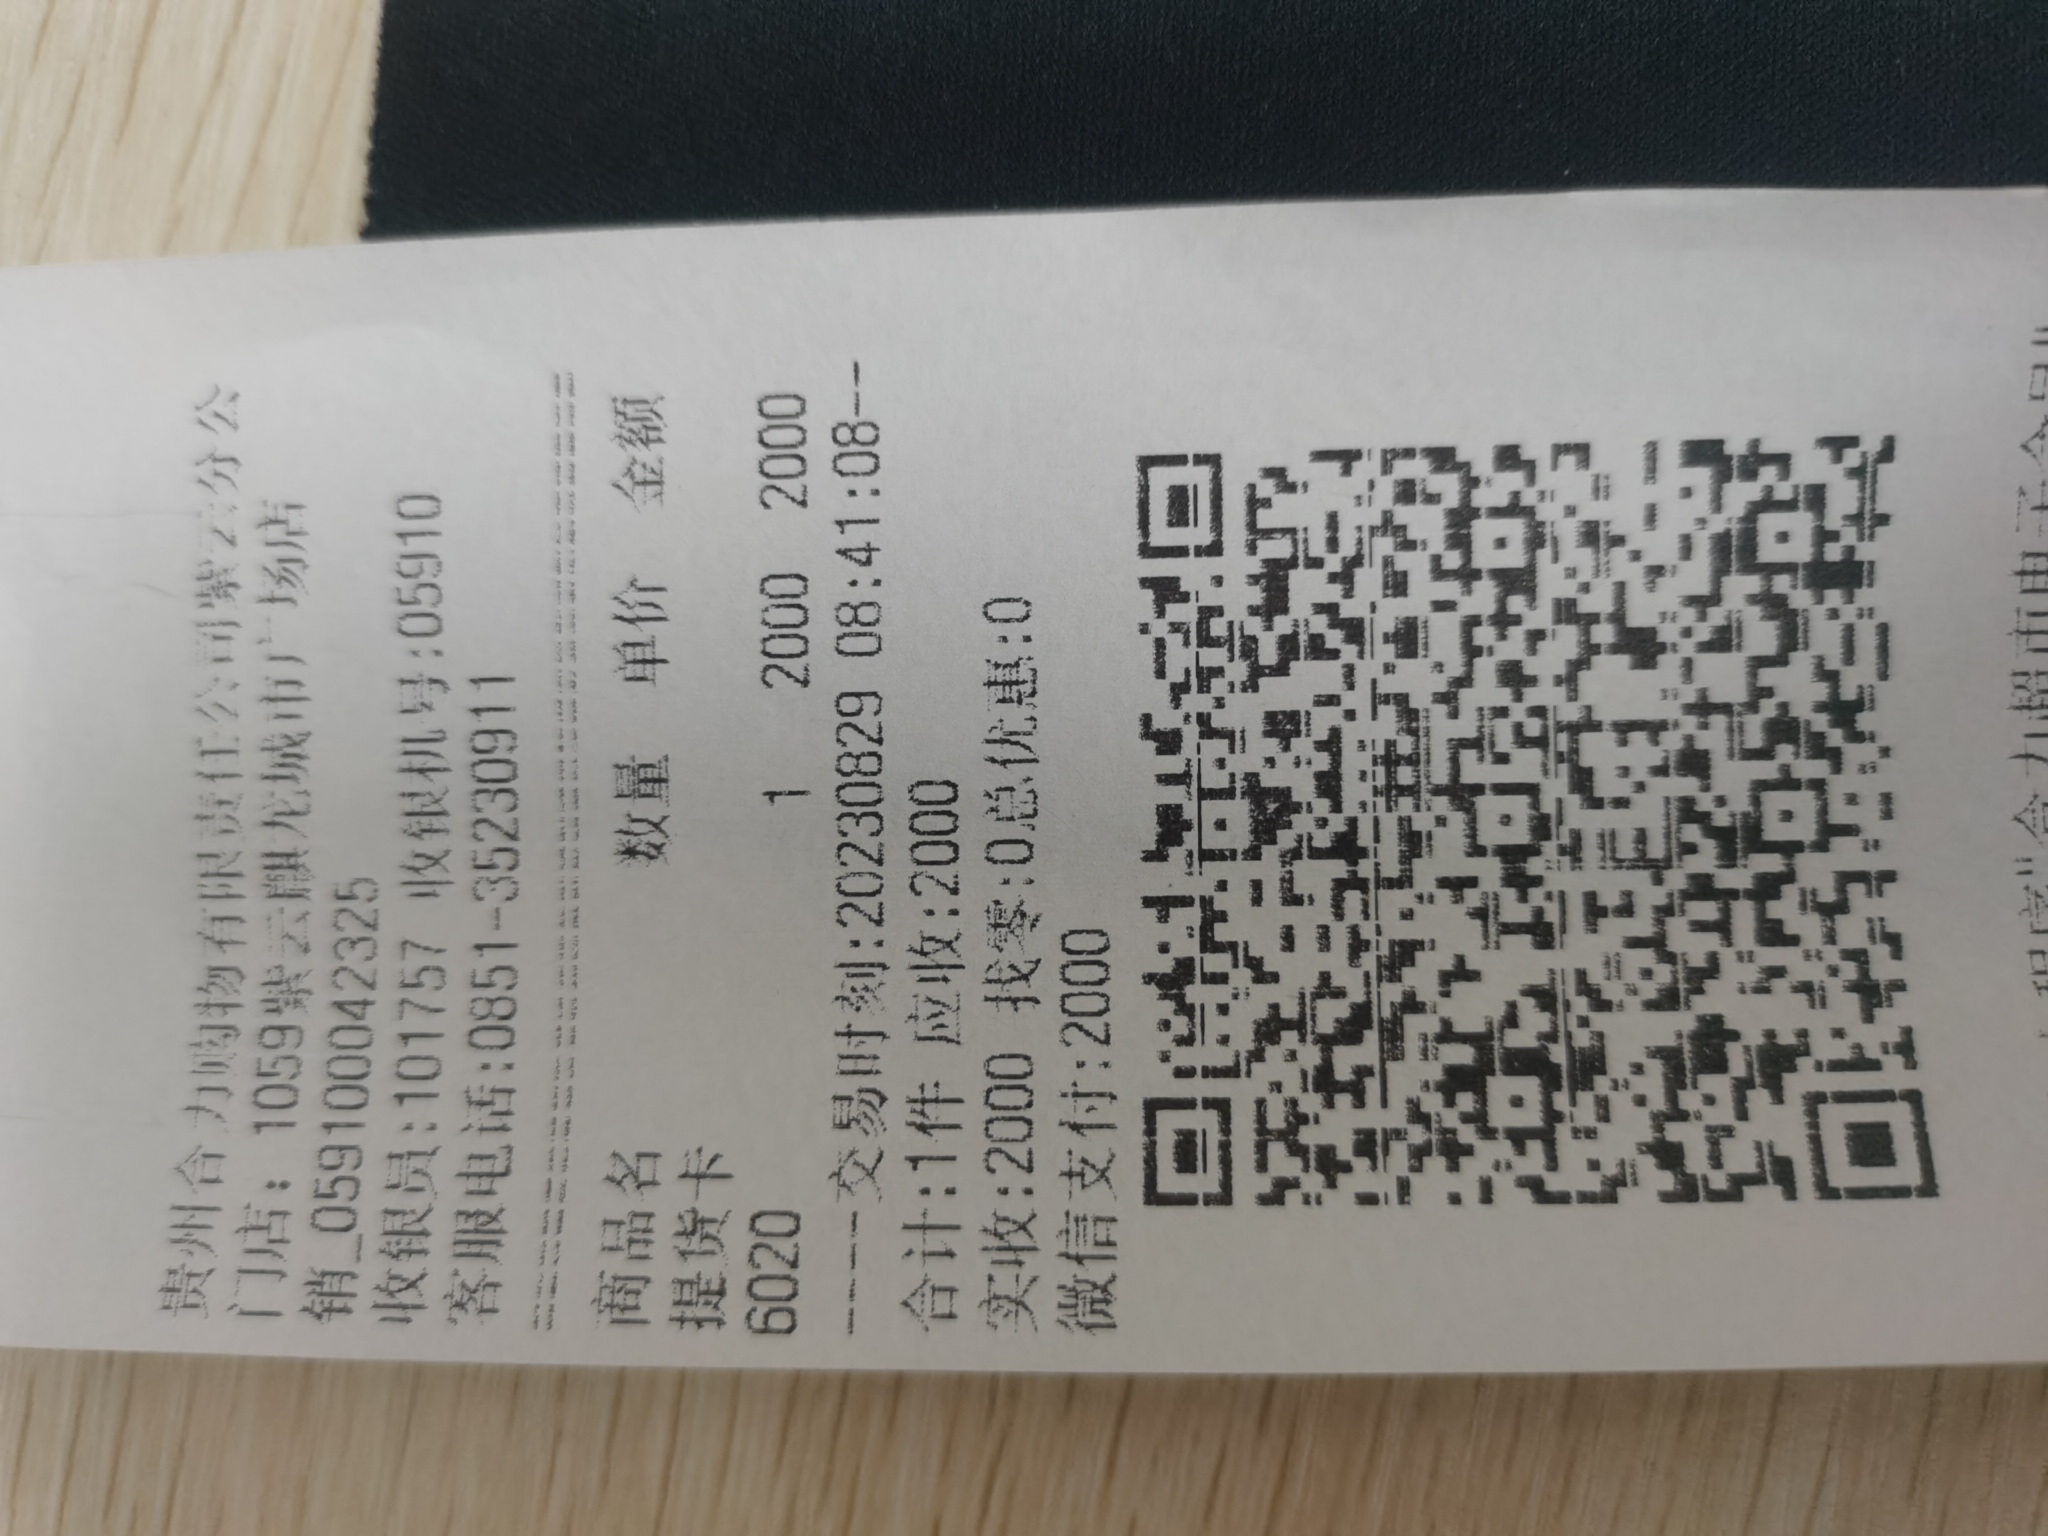 贵州合力购物有限责任公司紫云分公
门店：1059紫云麒龙城市广场店
销_059100042325
收银员:101757 收银机号:059910
客服电话:0851-35230911
商品名 数量 单价 金额
提货卡
6020 1 2000 2000
----交易时刻:20230829 08:41:08--
合计:1件 应收:2000
实收:2000 找零:0总优惠:0
微信支付:2000